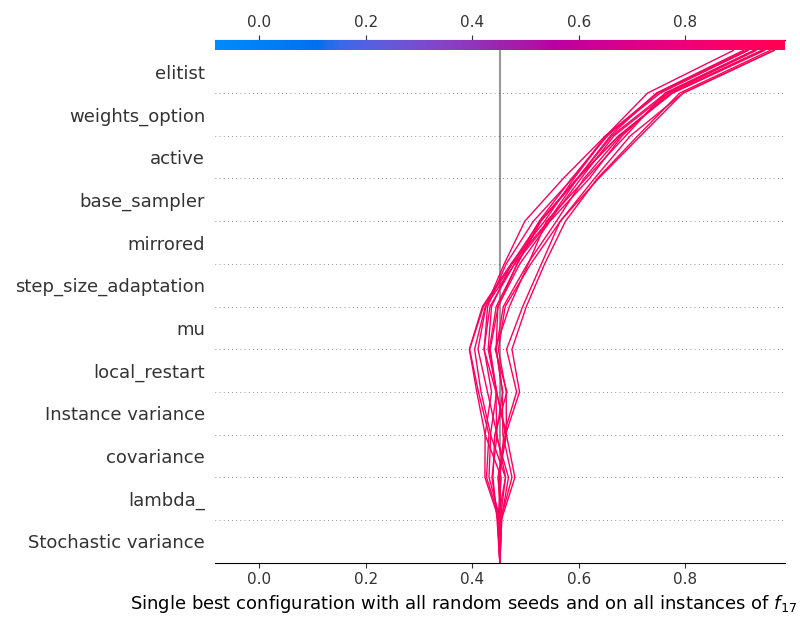 0.0 0.2 0.4 0.6 0.8
elitist
weights_option
active
base_sampler
mirrored
step_size_adaptation
mu
local_restart
Instance variance
covariance
lambda_
Stochastic variance
0.0 0.2 0.4 0.6 0.8
Single best configuration with all random seeds and on all instances of f17